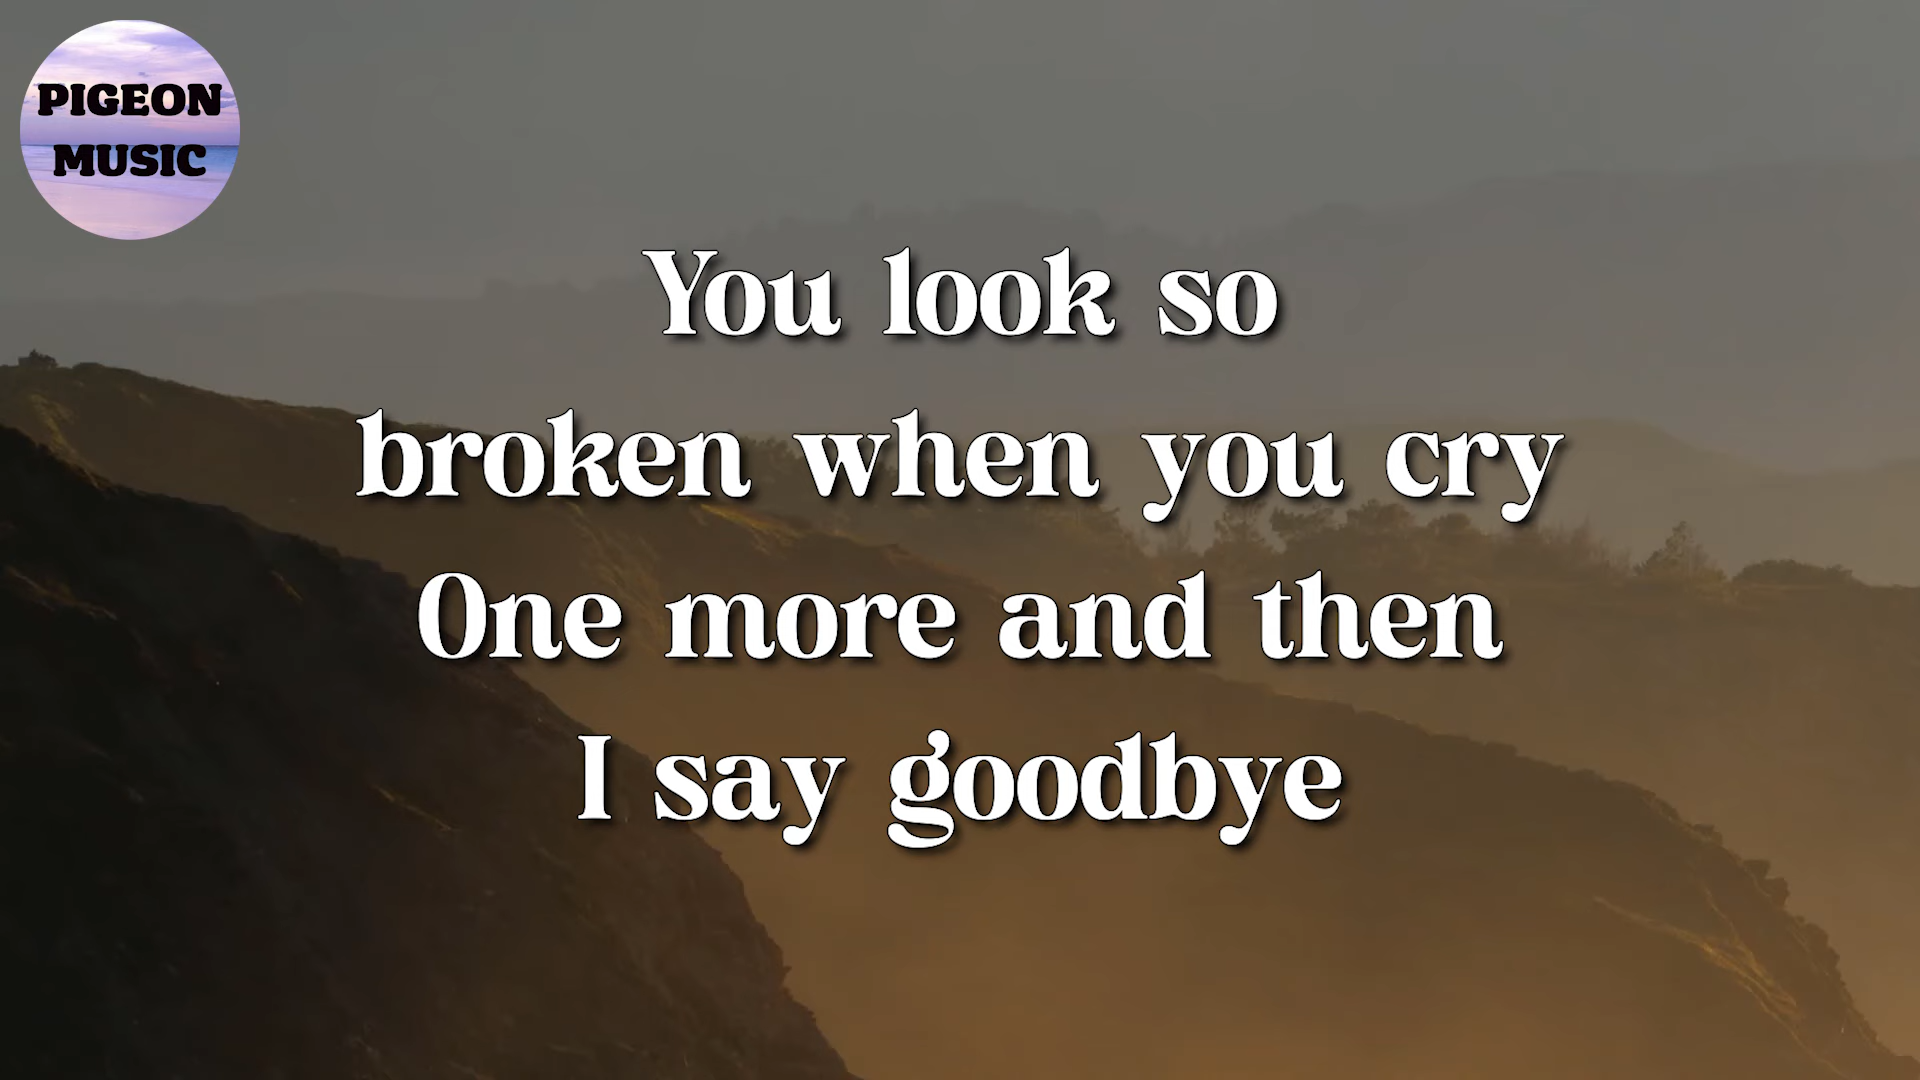 PIGEON
MUSIC
You look so
broken when you cry
One more and then
I say goodbye